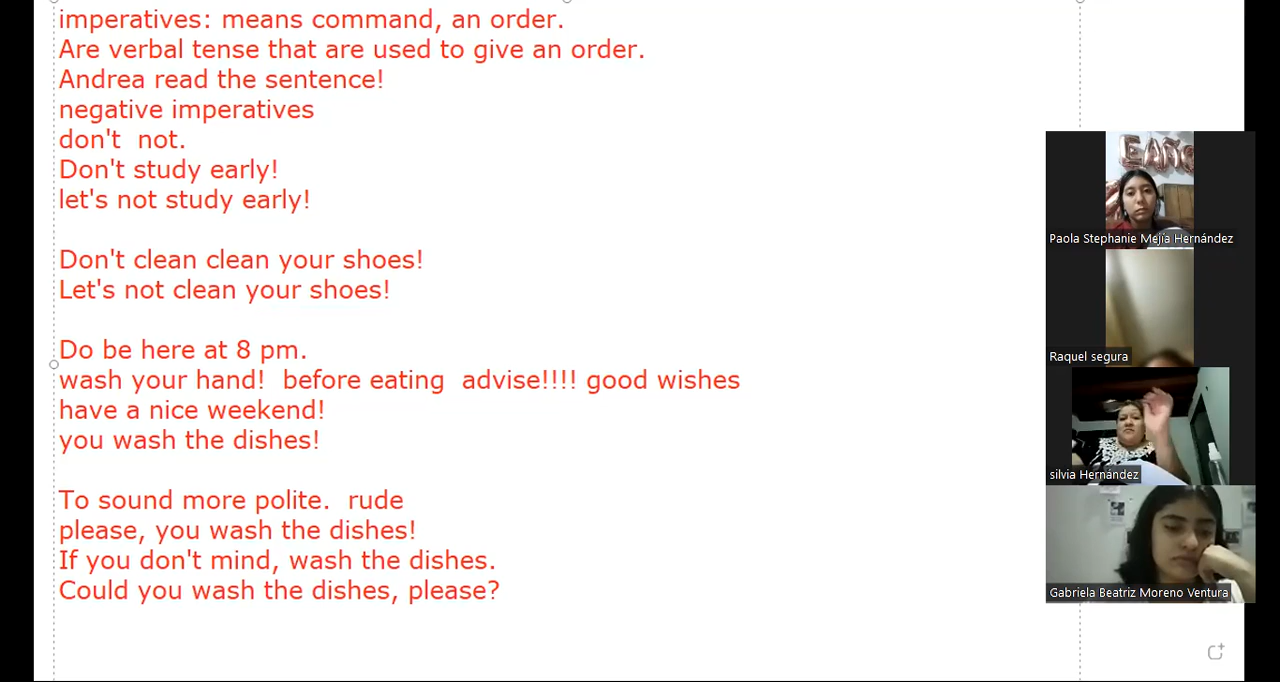 imperatives: means command, an order.
Are verbal tense that are used to give an order.
Andrea read the sentence!
negative imperatives
don't  not.
Don't study early!
let's not study early!
Don't clean clean your shoes!
Let's not clean your shoes!
Do be here at 8 pm.
wash your hand!  before eating  advise!!!! good wishes
have a nice weekend!
you wash the dishes!
To sound more polite.  rude
please, you wash the dishes!
If you don't mind, wash the dishes.
Could you wash the dishes, please?
Paola Stephanie Mejía Hernández
Raquel segura
silvia Hernández
Gabriela Beatriz Moreno Ventura